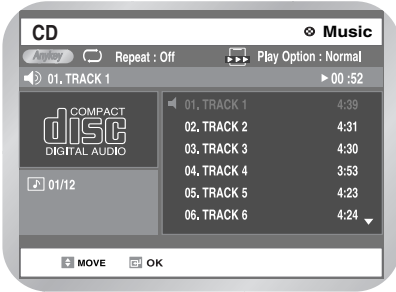 CD
Music
Anykey Repeat : Off Play Option : Normal
01. TRACK 1 00 :52
COMPACT
disc
DIGITAL AUDIO
01/12
01. TRACK 1 4:39
02. TRACK 2 4:31
03. TRACK 3 4:30
04. TRACK 4 3:53
05. TRACK 5 4:23
06. TRACK 6 4:24
MOVE OK